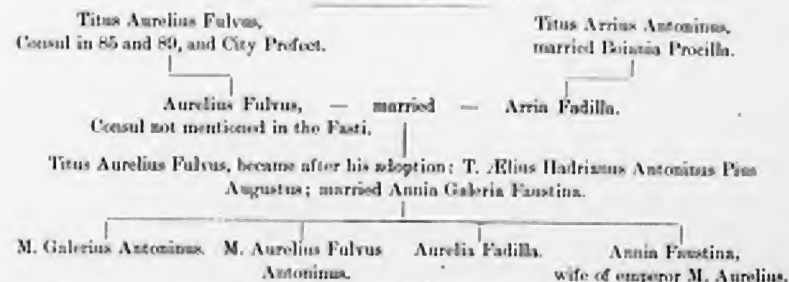 Titus Aurelius Fulvus,
Consul in 85 and 89, and City Prefect.
Titus Arrius Antoninus,
married Boionia Procilla.
Aurelius Fulvus, — married — Arria Fadilla.
Consul not mentioned in the Fasti.
Titus Aurelius Fulvus, became after his adoption: T. Ælius Hadrianus Antoninus Pius
Augustus; married Annia Galeria Faustina.
M. Galerius Antoninus. M. Aurelius Fulvus Aurelia Fadilla. Annia Faustina,
Antoninus. wife of emperor M. Aurelius.